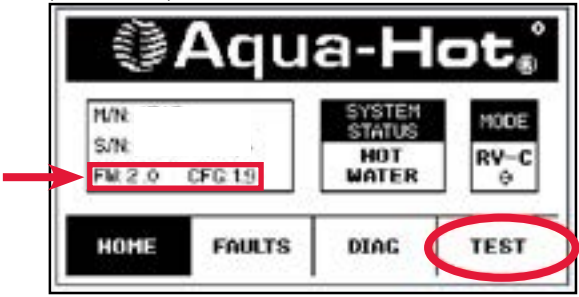 Aqua-Hot®
M/N:
S/N:
FW: 2.0 CFG: 19
SYSTEM
STATUS
HOT
WATER
MODE
RV-C
HOME FAULTS DIAG TEST